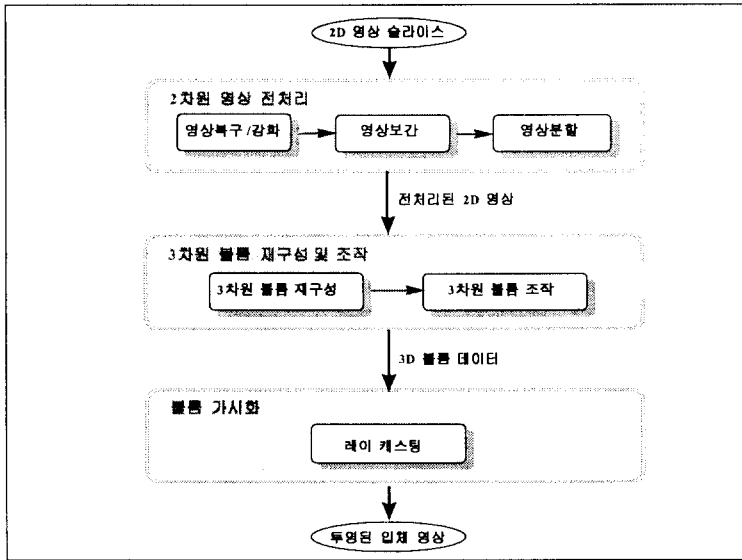 2D 영상 슬라이스
2차원 영상 전처리
영상복구/강화
영상보간
영상분할
전처리된 2D 영상
3차원 볼륨 재구성 및 조작
3차원 볼륨 재구성
3차원 볼륨 조작
3D 볼륨 데이터
볼륨 가시화
레이 캐스팅
투영된 입체 영상